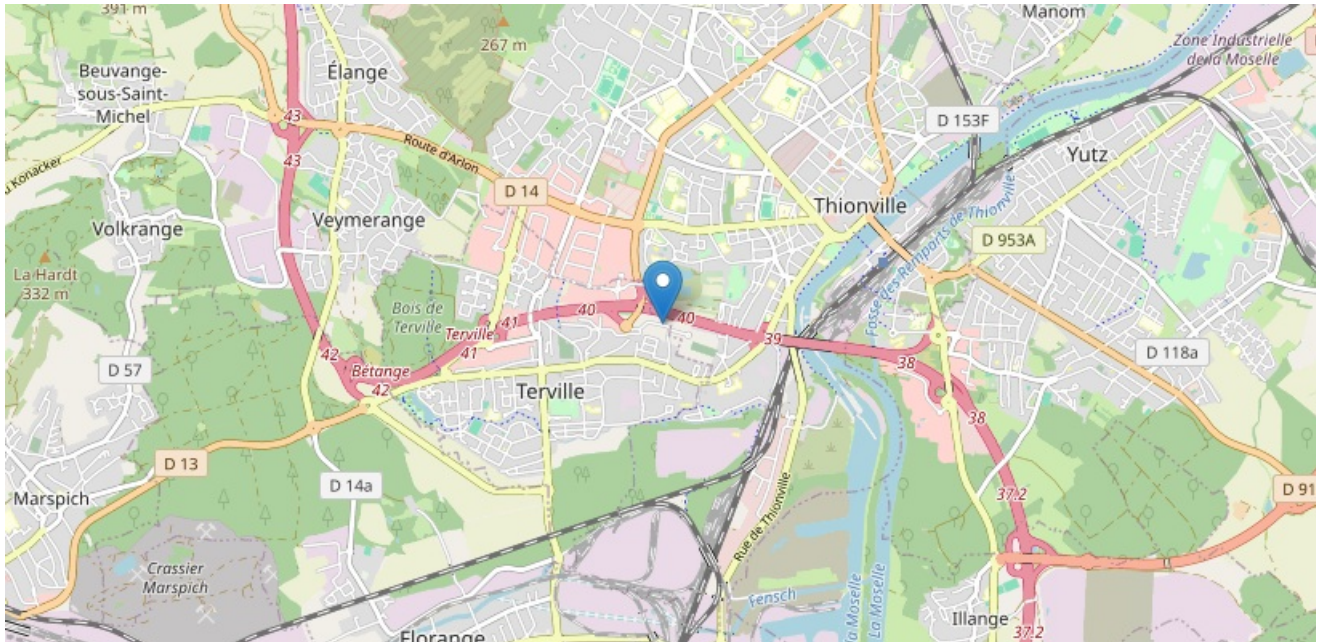 391 m
267 m
Manom
Zone Industrielle
de la Moselle
Beuvange-
sous-Saint-
Michel
Élange
43
D 153F
43
Route d'Arlon
Konacker
Yutz
D 14
Thionville
Volkrange
Veymerange
Fosse des Remparts de Thionville
D 953A
La Hardt
332 m
Bois de
Terville
40
40
41
Terville
41
39
42
Bétange
42
38
D 118a
D 57
Terville
38
D 13
D 14a
Marspich
D 91
37.2
Rue de Thionville
Crassier
Marspich
La Moselle
Fensch
Illange
Florange
37.2